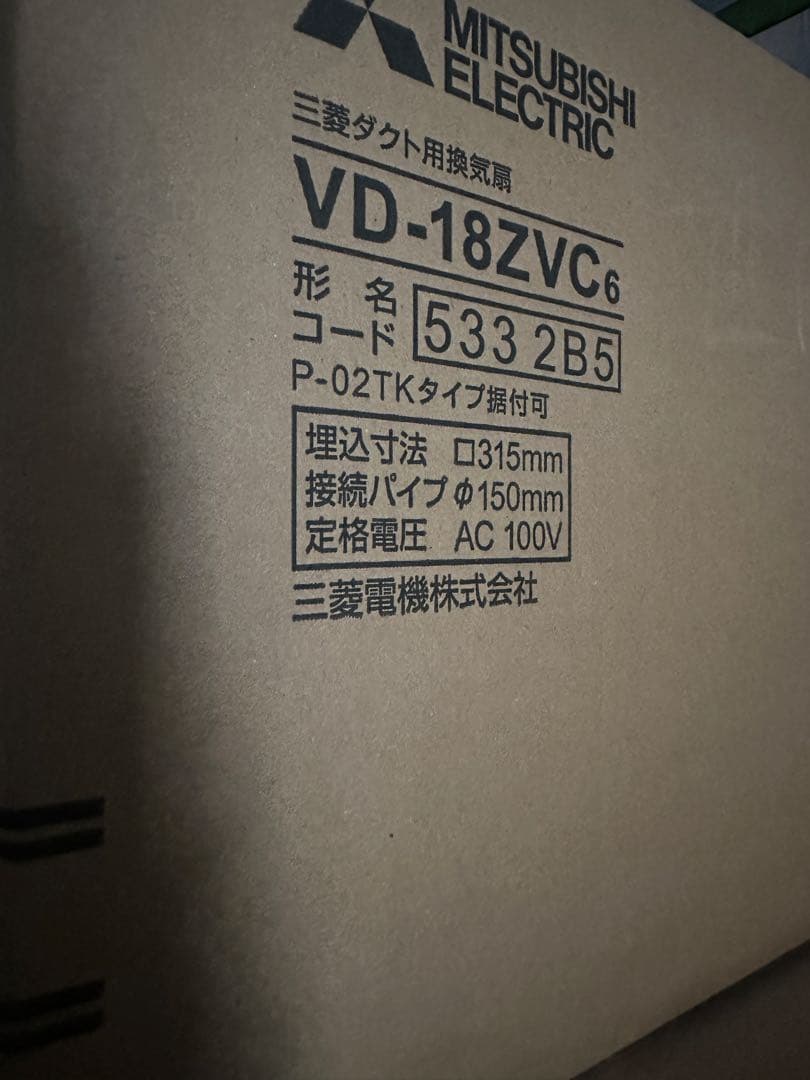 MITSUBISHI
ELECTRIC
三菱ダクト用換気扇
VD-18ZVC6
形名
コード 533 2B5
P-02TKタイプ据付可
埋込寸法 □315mm
接続パイプ φ150mm
定格電圧 AC 100V
三菱電機株式会社